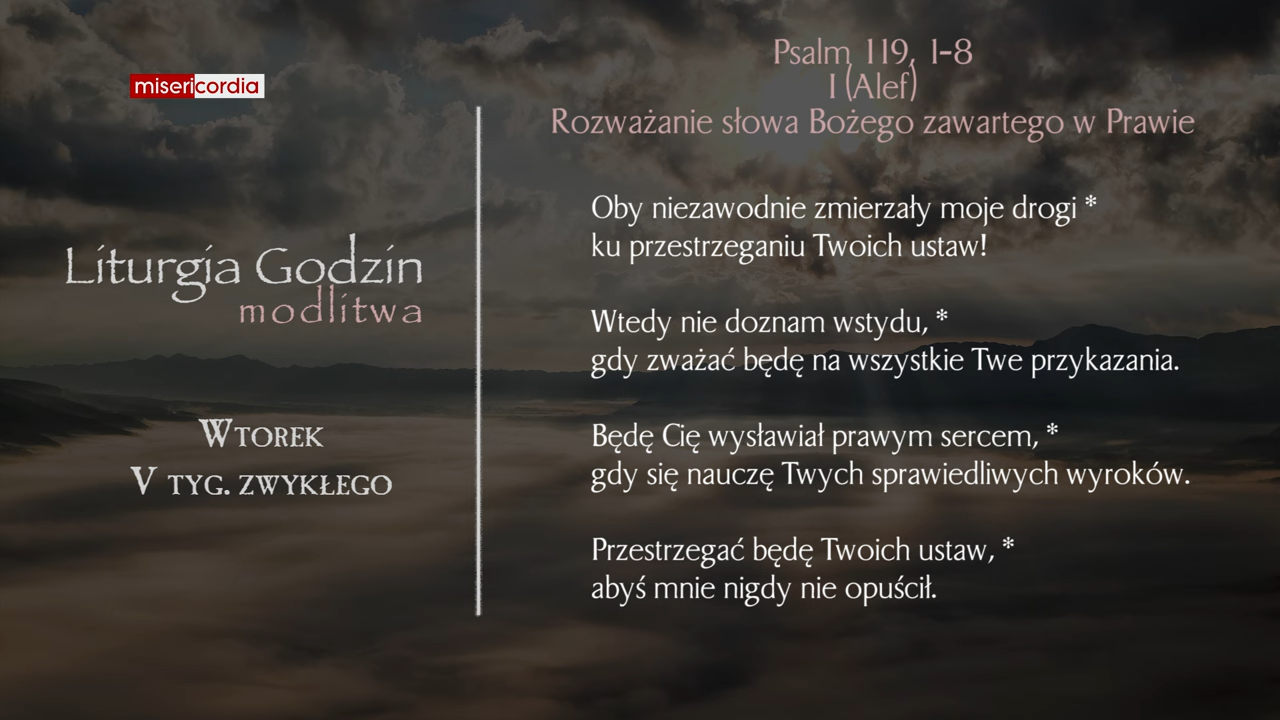 misericordia
Liturgia Godzin
modlitwa
Wtorek
V tyg. zwykłego
Psalm 119, 1-8
I (Alef)
Rozważanie słowa Bożego zawartego w Prawie
Oby niezawodnie zmierzały moje drogi *
ku przestrzeganiu Twoich ustaw!
Wtedy nie doznam wstydu, *
gdy zważać będę na wszystkie Twe przykazania.
Będę Cię wysławiał prawym sercem, *
gdy się nauczę Twych sprawiedliwych wyroków.
Przestrzegać będę Twoich ustaw, *
abyś mnie nigdy nie opuścił.